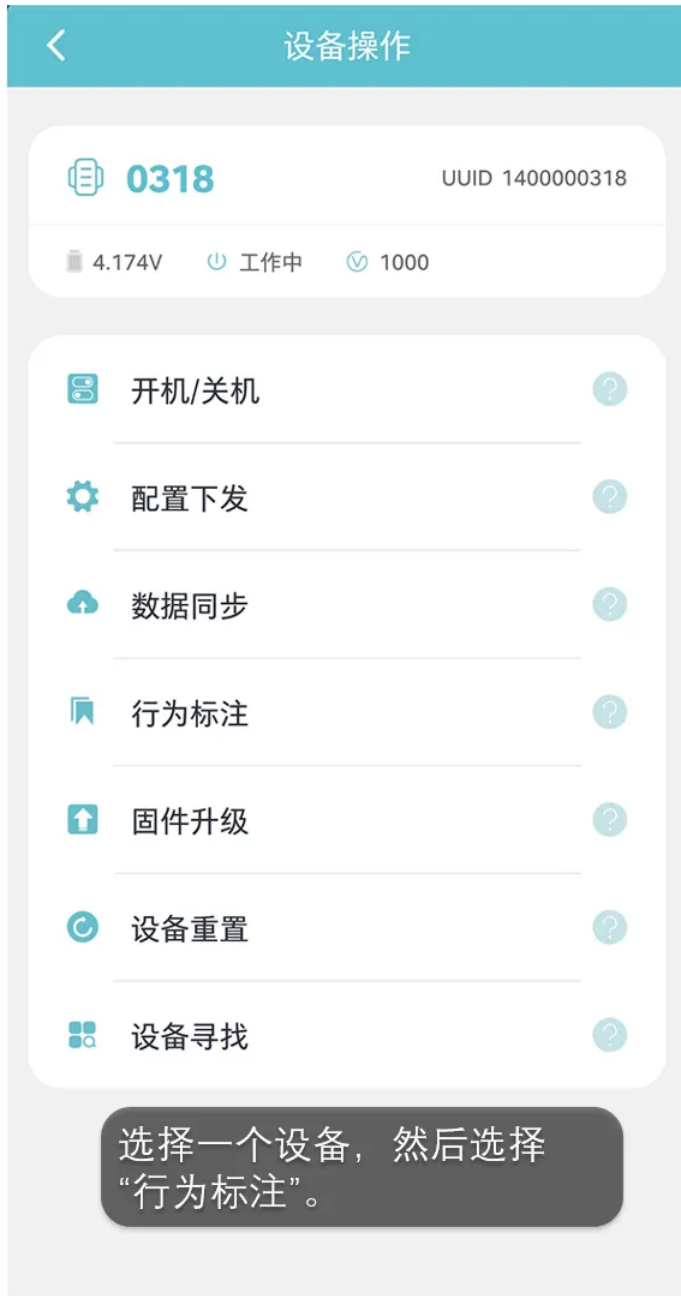 设备操作
0318
UUID 1400000318
4.174V 工作中 1000
开机/关机
配置下发
数据同步
行为标注
固件升级
设备重置
设备寻找
选择一个设备，然后选择
“行为标注”。